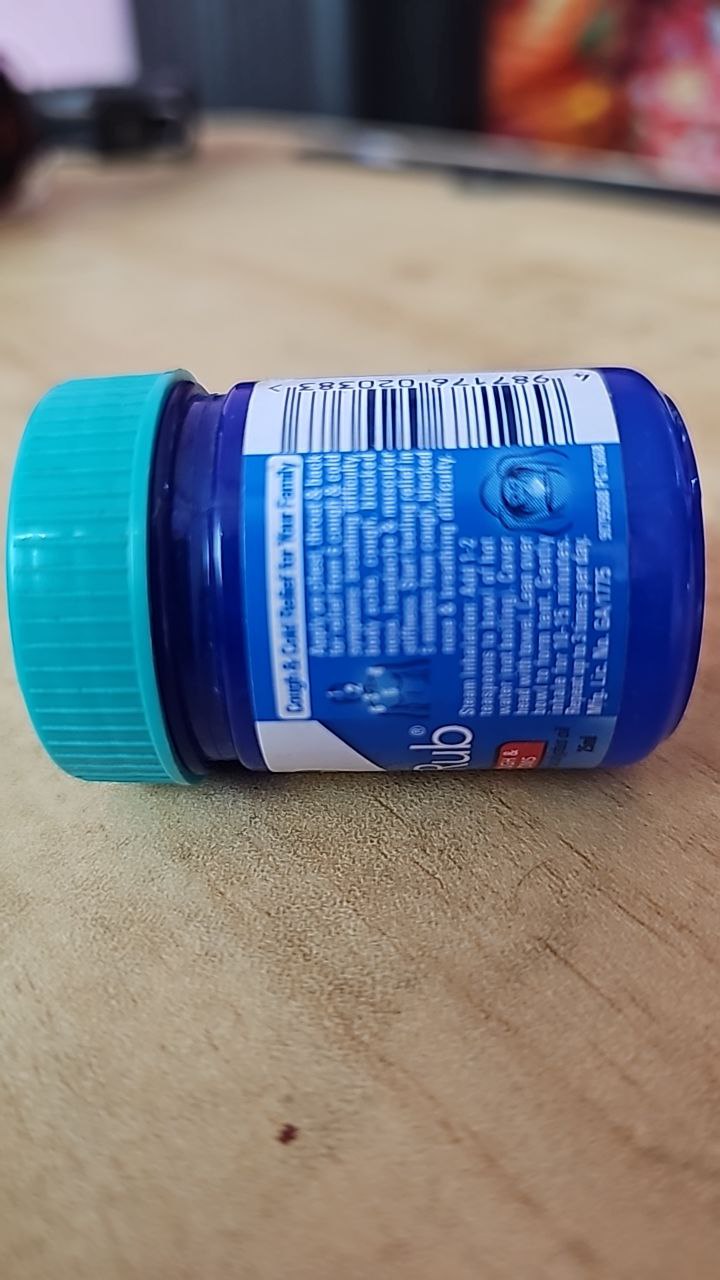 Cough & Cold Relief for Your Family
Apply on chest, throat & back
for relief from 6 cough & cold
symptoms: breathing difficulty,
body ache, cough, blocked
nose, headache & muscular
stiffness. Start feeling relief in
5 minutes from cough, blocked
nose & breathing difficulty.
Rub®
GH &
25ml
Steam Inhalation: Add 1-2
teaspoons to bowl of hot
water not boiling. Cover
head with towel. Lean over
bowl to form tent. Gently
inhale for 10-15 minutes.
Repeat up to 3 times per day.
Mfg. Lic. No. GA/1775
4 987176 020383